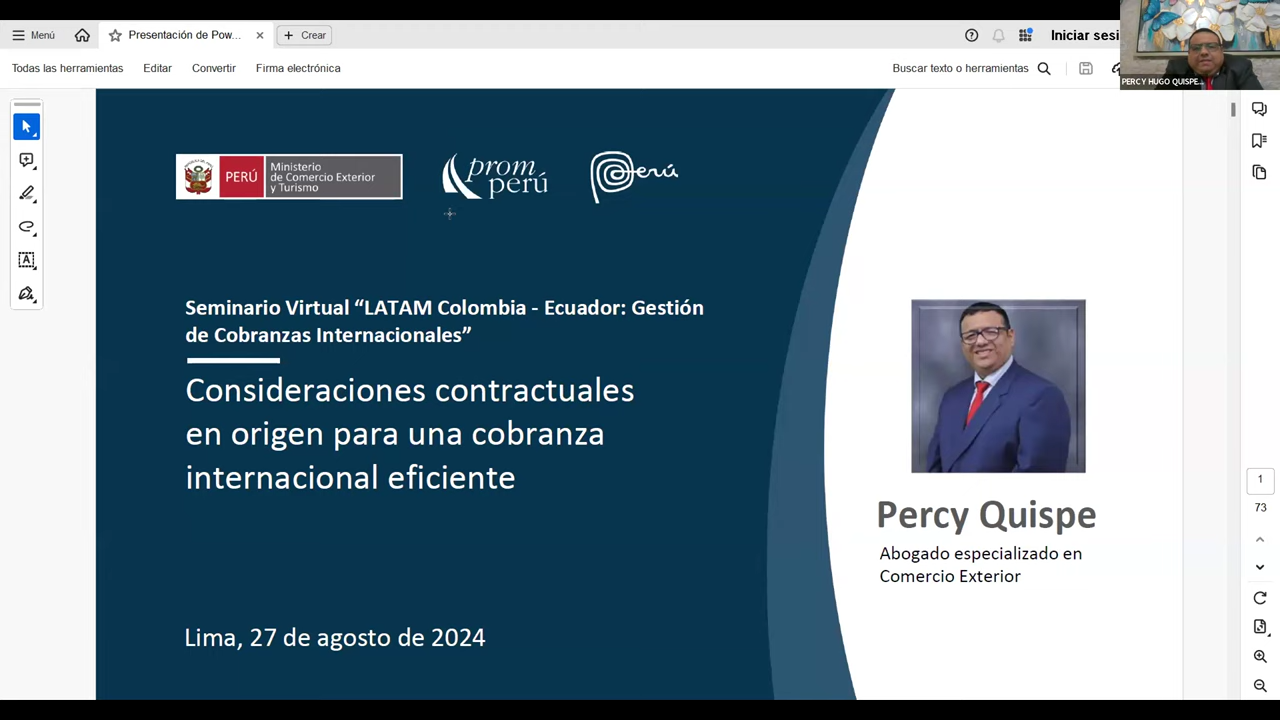 Menú
Presentación de Pow...
Crear
Iniciar sesi
Todas las herramientas
Editar
Convertir
Firma electrónica
Buscar texto o herramientas
PERCY HUGO QUISPE...
PERÚ
Ministerio
de Comercio Exterior
y Turismo
prom
perú
Perú
Seminario Virtual “LATAM Colombia - Ecuador: Gestión
de Cobranzas Internacionales”
Consideraciones contractuales
en origen para una cobranza
internacional eficiente
Lima, 27 de agosto de 2024
Percy Quispe
Abogado especializado en
Comercio Exterior
1
73